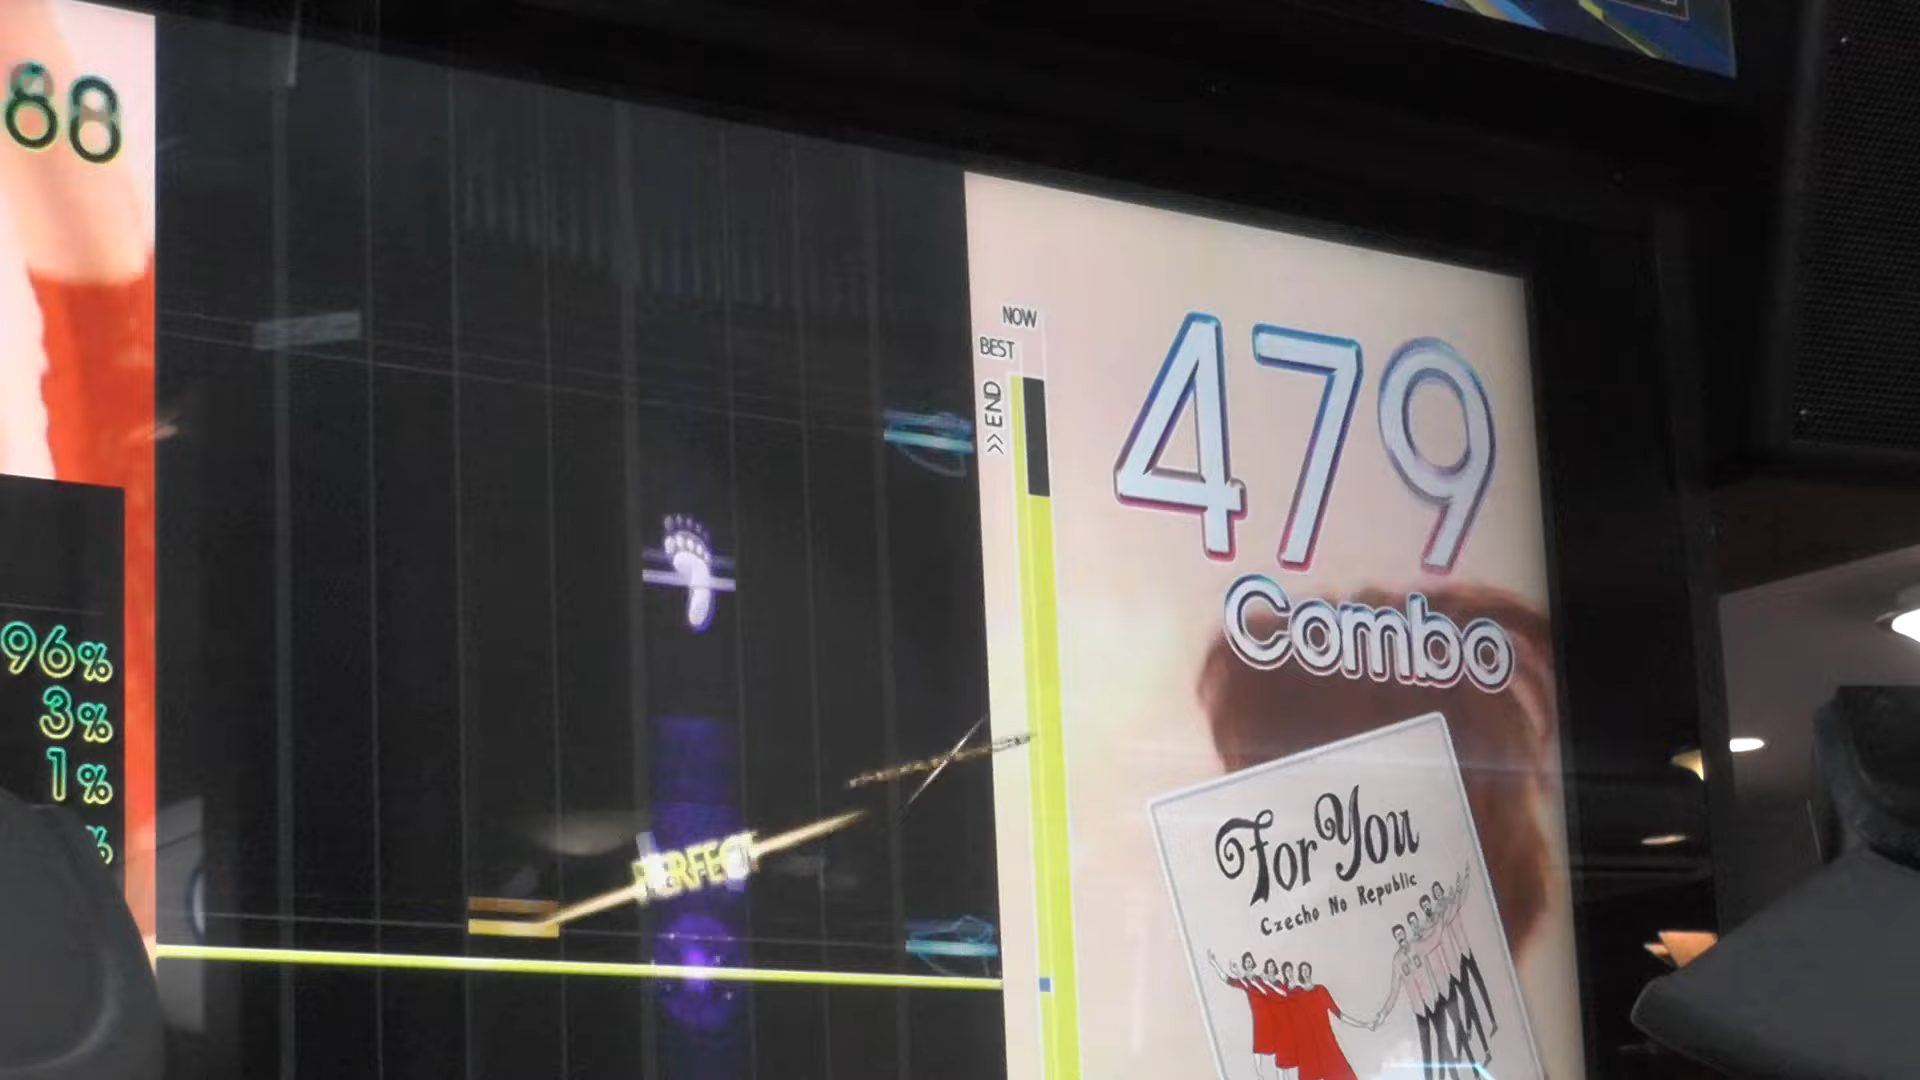 88
96%
3%
1%
%
PERFECT
NOW
BEST
>> END
479
Combo
For You
Czecho No Republic